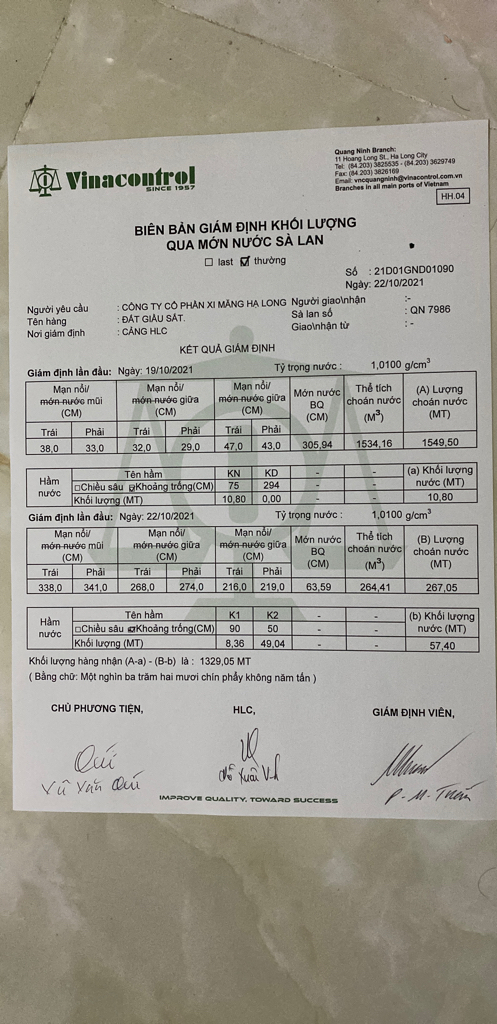 Vinacontrol
SINCE 1957
Quang Ninh Branch:
11 Hoang Long St., Ha Long City
Tel: (84.203) 3825535 - (84.203) 3629749
Fax: (84.203) 3826169
Email: vncquangninh@vinacontrol.com.vn
Branches in all main ports of Vietnam
HH.04
BIÊN BẢN GIÁM ĐỊNH KHỐI LƯỢNG
QUA MỚN NƯỚC SÀ LAN
last thường
Số : 21D01GND01090
Ngày: 22/10/2021
Người yêu cầu : CÔNG TY CỔ PHẦN XI MĂNG HẠ LONG Người giao\nhận :-
Tên hàng : ĐẤT GIÀU SẮT. Sà lan số : QN 7986
Nơi giám định : CẢNG HLC Giao\nhận từ : -
KẾT QUẢ GIÁM ĐỊNH
Giám định lần đầu: Ngày: 19/10/2021 Tỷ trọng nước : 1,0100 g/cm³
Mạn nổi/ Mạn nổi/ Mạn nổi/ Mớn nước Thể tích (A) Lượng
mớn nước mũi mớn nước giữa mớn nước giữa BQ choán nước choán nước
(CM) (CM) (CM) (CM) (M³) (MT)
Trái Phải Trái Phải Trái Phải
38,0 33,0 32,0 29,0 47,0 43,0 305,94 1534,16 1549,50
Hầm nước Tên hầm KN KD - - (a) Khối lượng nước (MT)
Chiều sâu Khoảng trống(CM) 75 294 - -
Khối lượng (MT) 10,80 0,00 - - 10,80
Giám định lần đầu: Ngày: 22/10/2021 Tỷ trọng nước : 1,0100 g/cm³
Mạn nổi/ Mạn nổi/ Mạn nổi/ Mớn nước Thể tích (B) Lượng
mớn nước mũi mớn nước giữa mớn nước giữa BQ choán nước choán nước
(CM) (CM) (CM) (CM) (M³) (MT)
Trái Phải Trái Phải Trái Phải
338,0 341,0 268,0 274,0 216,0 219,0 63,59 264,41 267,05
Hầm nước Tên hầm K1 K2 - - (b) Khối lượng nước (MT)
Chiều sâu Khoảng trống(CM) 90 50 - -
Khối lượng (MT) 8,36 49,04 - - 57,40
Khối lượng hàng nhận (A-a) - (B-b) là : 1329,05 MT
( Bằng chữ: Một nghìn ba trăm hai mươi chín phẩy không năm tấn )
CHỦ PHƯƠNG TIỆN, HLC, GIÁM ĐỊNH VIÊN,
Quí
Vũ Văn Quí
P. M. Tuấn
IMPROVE QUALITY, TOWARD SUCCESS